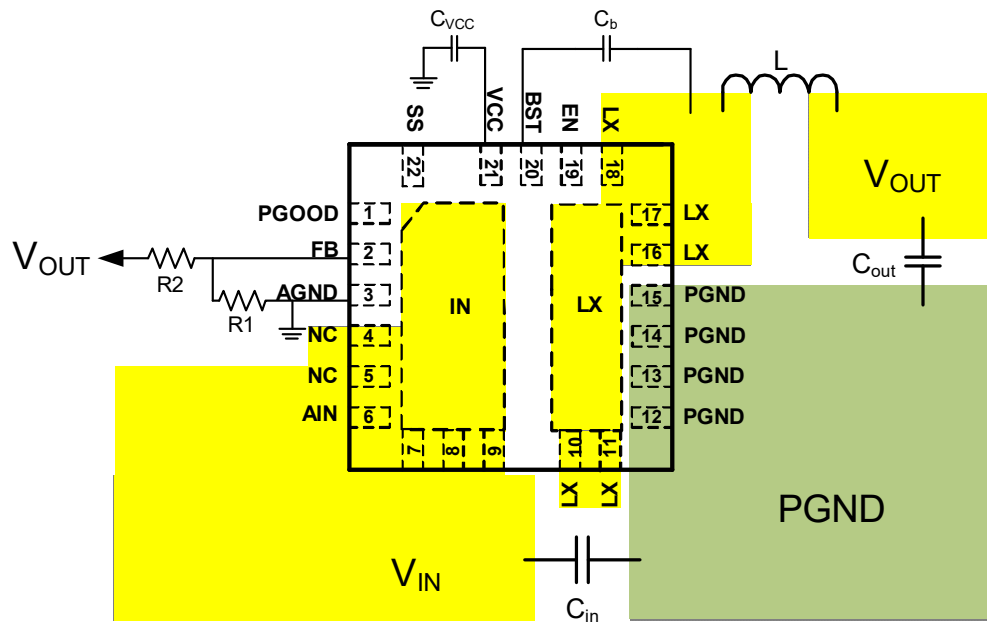 CVCC
Cb
L
SS
VCC
BST
EN
LX
22
21
20
19
18
VOUT
PGOOD
1
17
LX
VOUT
R2
FB
2
16
LX
Cout
R1
AGND
3
IN
LX
15
PGND
NC
4
14
PGND
NC
5
13
PGND
AIN
6
12
PGND
7
8
9
10
11
LX
LX
PGND
VIN
Cin